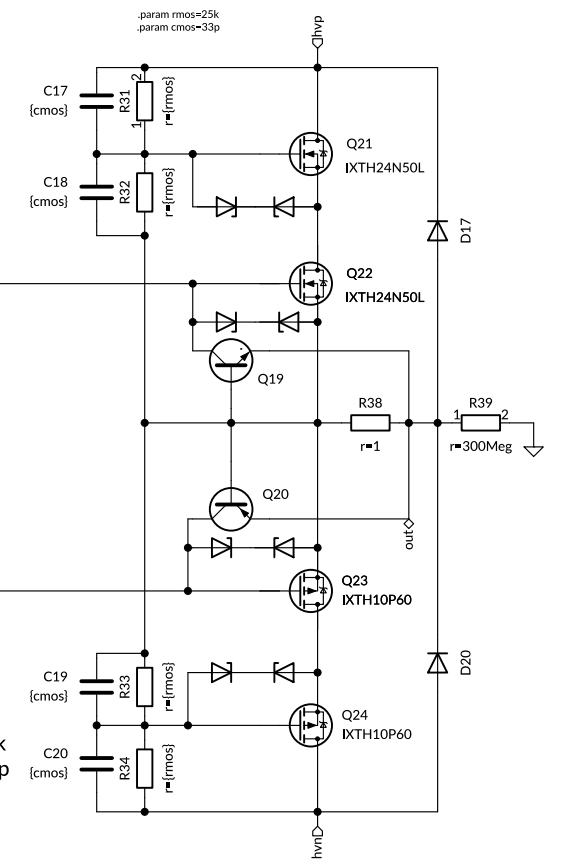 .param rmos=25k
.param cmos=33p
hvp
C17
{cmos}
R31
1
2
r={rmos}
Q21
IXTH24N50L
C18
{cmos}
R32
r={rmos}
D17
Q22
IXTH24N50L
Q19
R38
r=1
R39
1
2
r=300Meg
Q20
out
Q23
IXTH10P60
C19
{cmos}
R33
r={rmos}
D20
Q24
IXTH10P60
k
p
C20
{cmos}
R34
r={rmos}
hvn